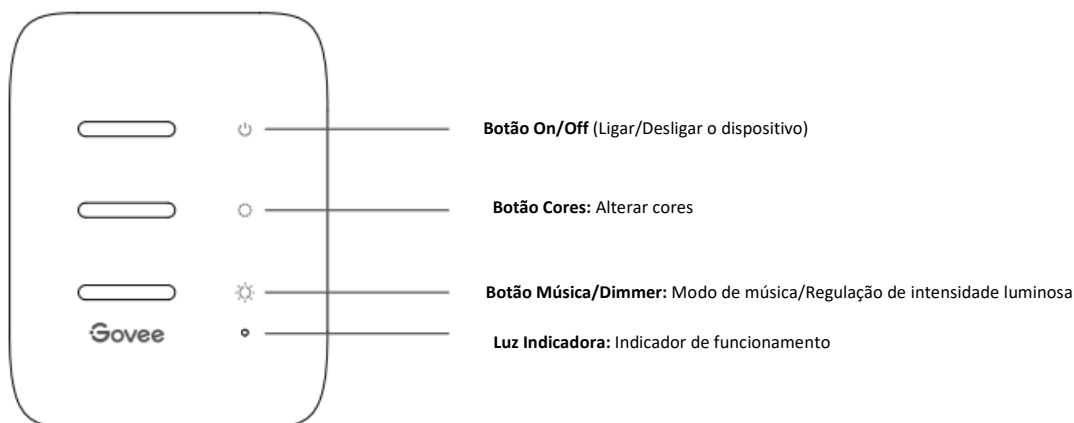 Botão On/Off (Ligar/Desligar o dispositivo)
Botão Cores: Alterar cores
Botão Música/Dimmer: Modo de música/Regulação de intensidade luminosa
Govee
Luz Indicadora: Indicador de funcionamento